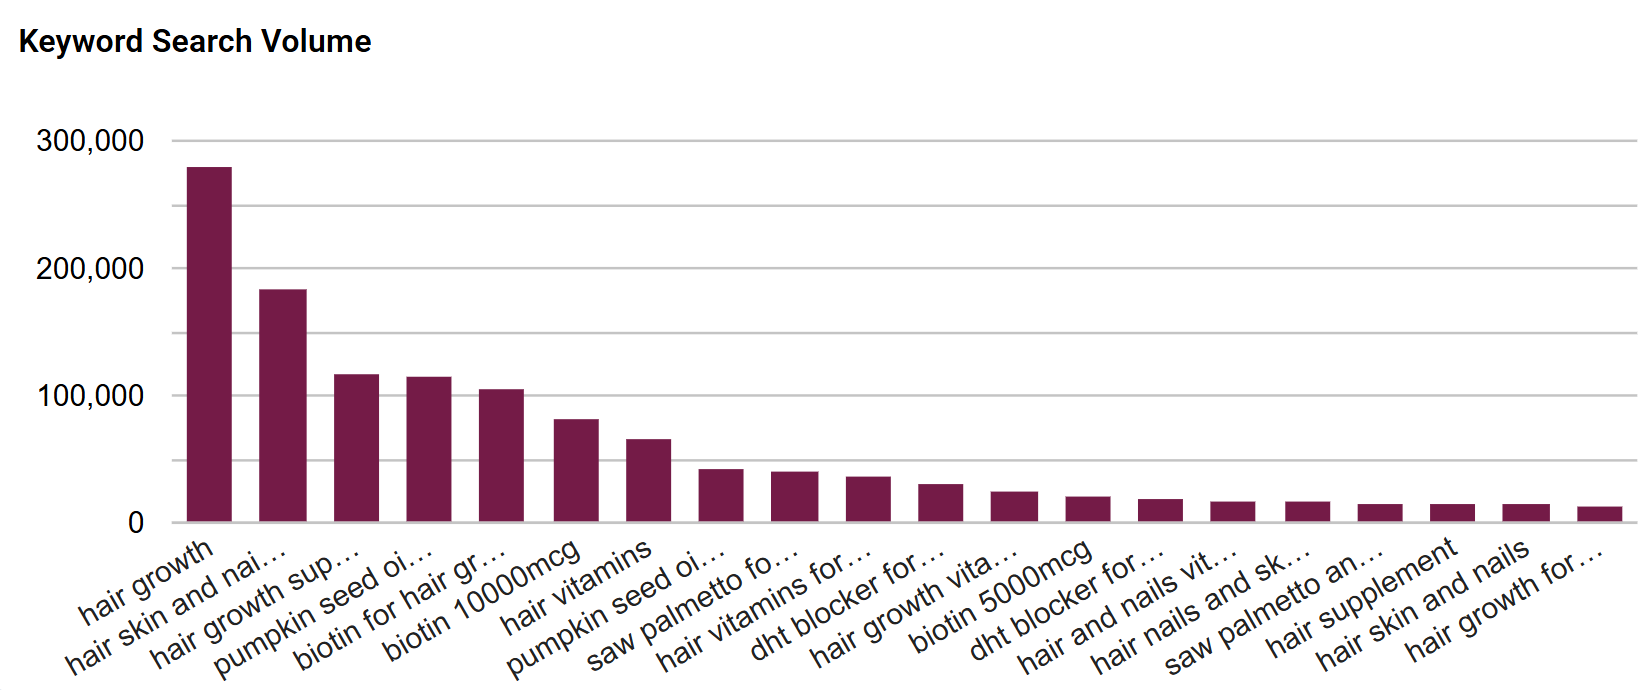 Keyword Search Volume
300,000
200,000
100,000
0
hair growth
hair skin and nai…
hair growth sup…
pumpkin seed oi…
biotin for hair gr…
biotin 10000mcg
hair vitamins
pumpkin seed oi…
saw palmetto fo…
hair vitamins for…
dht blocker for…
hair growth vita…
biotin 5000mcg
dht blocker for…
hair and nails vit…
hair nails and sk…
saw palmetto an…
hair supplement
hair skin and nails
hair growth for…